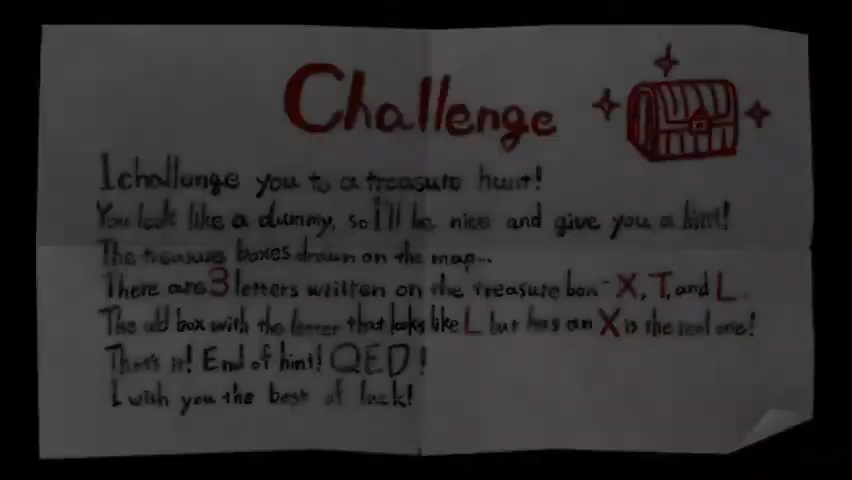 Challenge
I challenge you to a treasure hunt!
You look like a dummy, so I'll be nice and give you a hint!
The treasure boxes drawn on the map...
There are 3 letters written on the treasure box- X, T, and L.
The odd box with the letter that looks like L but has an X is the real one!
That's it! End of hint! QED!
I wish you the best of luck!